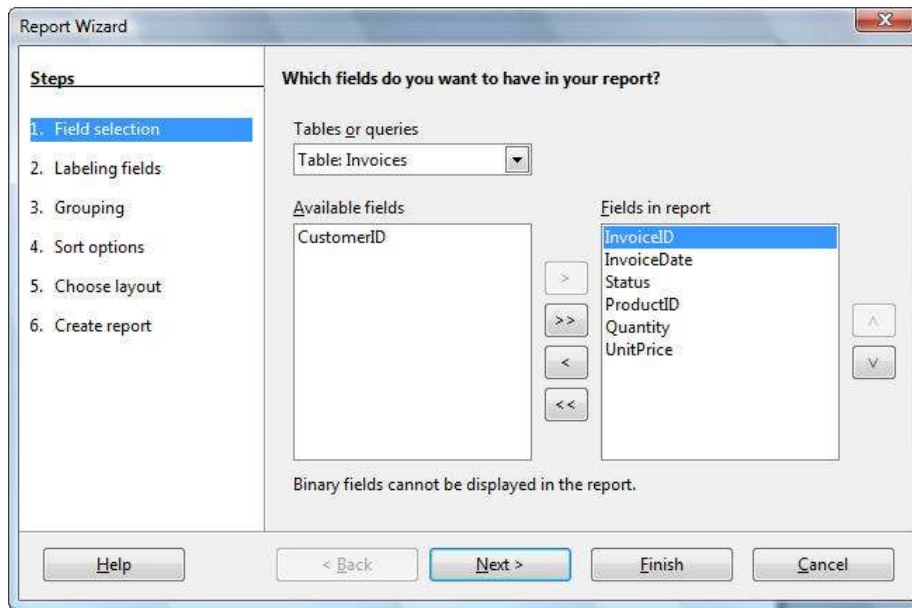 Report Wizard
Steps
1. Field selection
2. Labeling fields
3. Grouping
4. Sort options
5. Choose layout
6. Create report
Which fields do you want to have in your report?
Tables or queries
Table: Invoices
Available fields
CustomerID
>
>>
<
<<
Fields in report
InvoiceID
InvoiceDate
Status
ProductID
Quantity
UnitPrice
^
v
Binary fields cannot be displayed in the report.
Help
< Back
Next >
Finish
Cancel